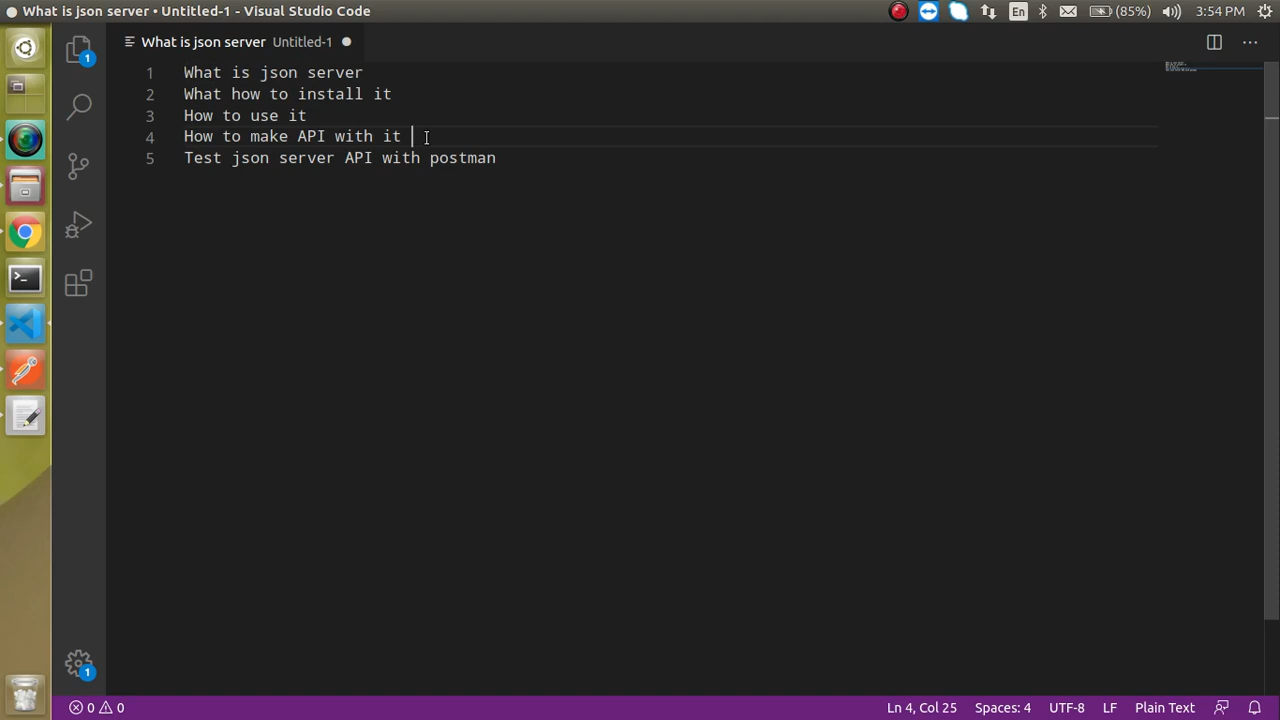 What is json server • Untitled-1 - Visual Studio Code
En
(85%)
3:54 PM
What is json server Untitled-1
1 What is json server
2 What how to install it
3 How to use it
4 How to make API with it
5 Test json server API with postman
1
1
0 0
Ln 4, Col 25
Spaces: 4
UTF-8
LF
Plain Text